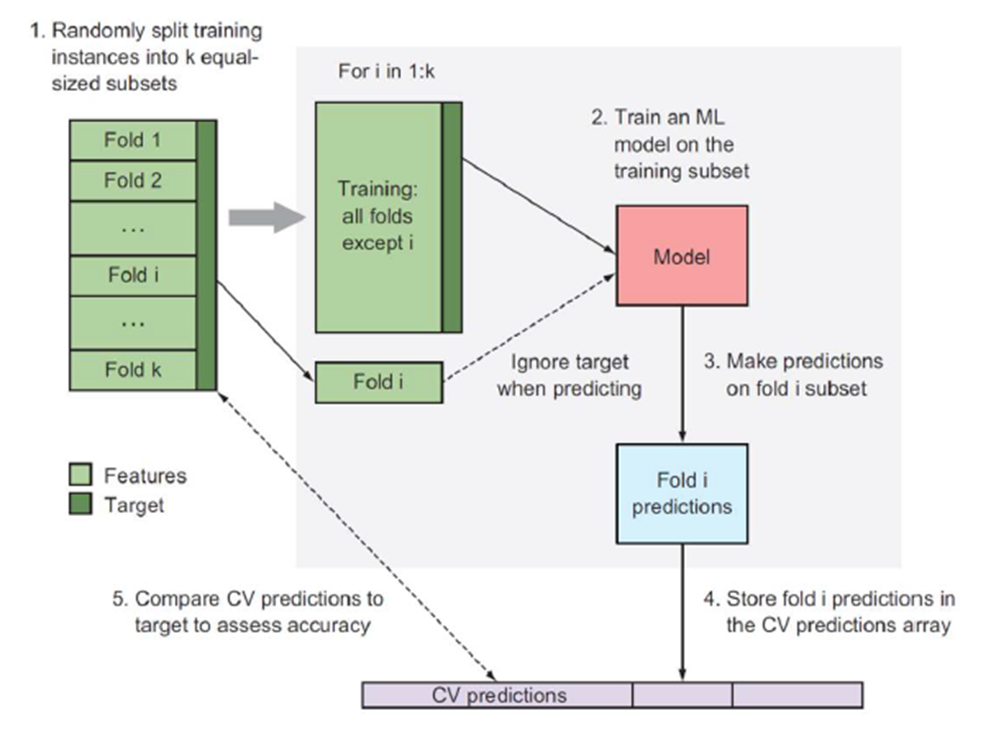 1. Randomly split training
instances into k equal-
sized subsets
For i in 1:k
Fold 1
Fold 2
...
Fold i
...
Fold k
Training:
all folds
except i
Fold i
2. Train an ML
model on the
training subset
Model
Ignore target
when predicting
3. Make predictions
on fold i subset
Fold i
predictions
Features
Target
5. Compare CV predictions to
target to assess accuracy
4. Store fold i predictions in
the CV predictions array
CV predictions